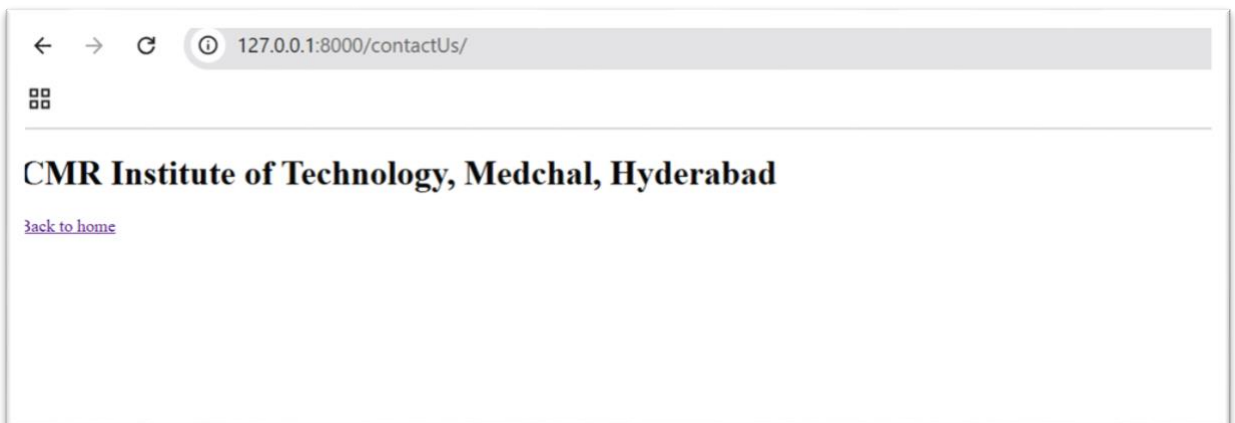 127.0.0.1:8000/contactUs/
CMR Institute of Technology, Medchal, Hyderabad
Back to home